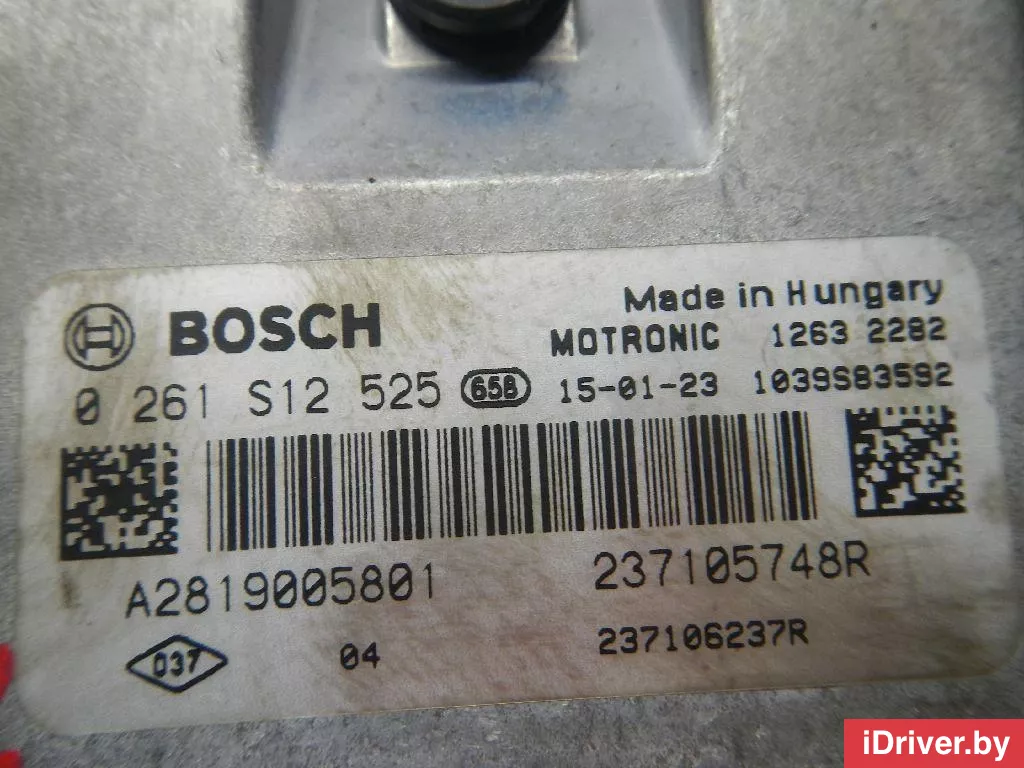 BOSCH
Made in Hungary
MOTRONIC 1263 2282
0 261 S12 525 65B 15-01-23 1039S83592
A2819005801 237105748R
037 04 237106237R
iDriver.by